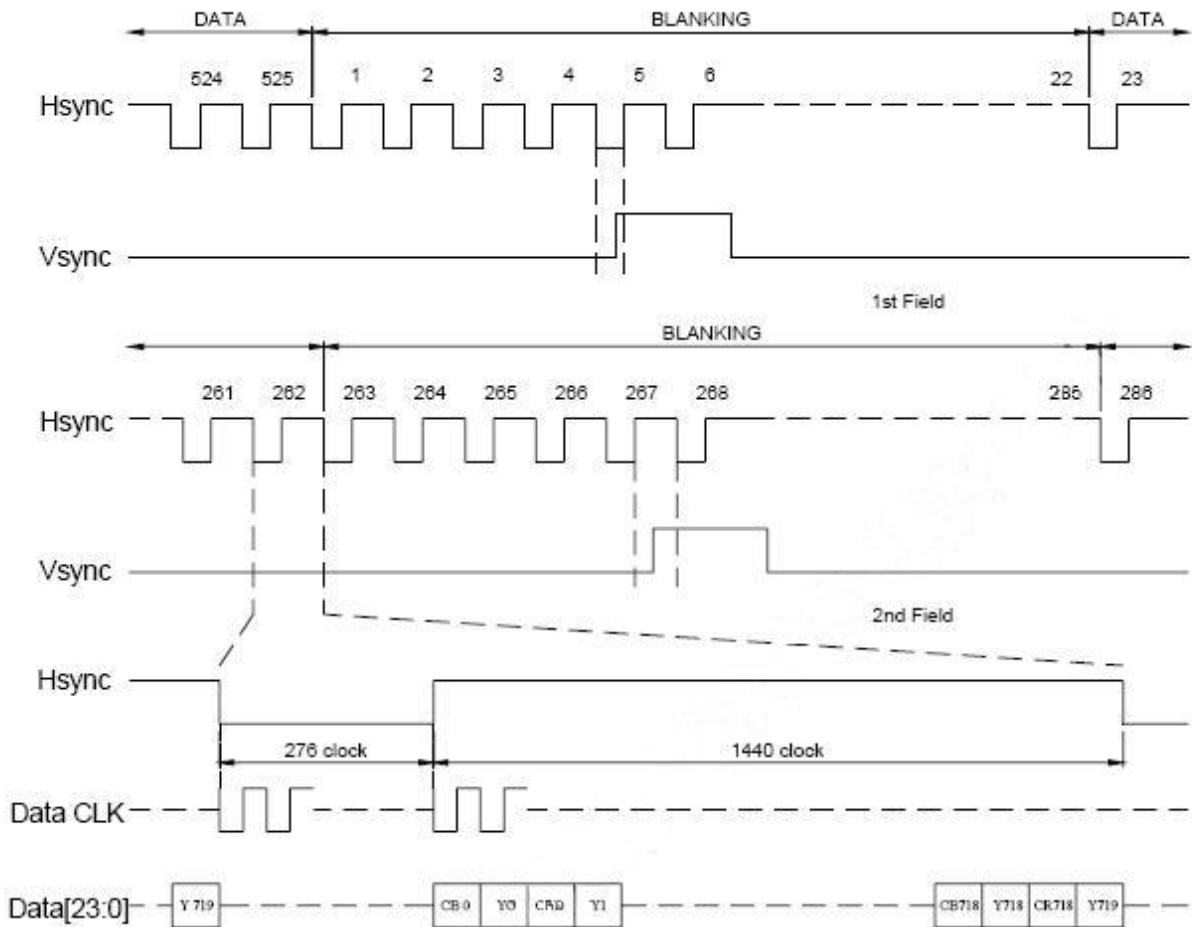 DATA BLANKING DATA
524 525 1 2 3 4 5 6 22 23
Hsync
Vsync
1st Field
BLANKING
261 262 263 264 265 266 267 268 285 286
Hsync
Vsync
2nd Field
Hsync
276 clock 1440 clock
Data CLK
Data[23:0] Y 719 CB 0 Y0 CR0 Y1 CB718 Y718 CR718 Y719